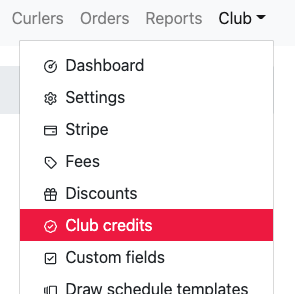 Curlers Orders Reports Club
Dashboard
Settings
Stripe
Fees
Discounts
Club credits
Custom fields
Draw schedule templates